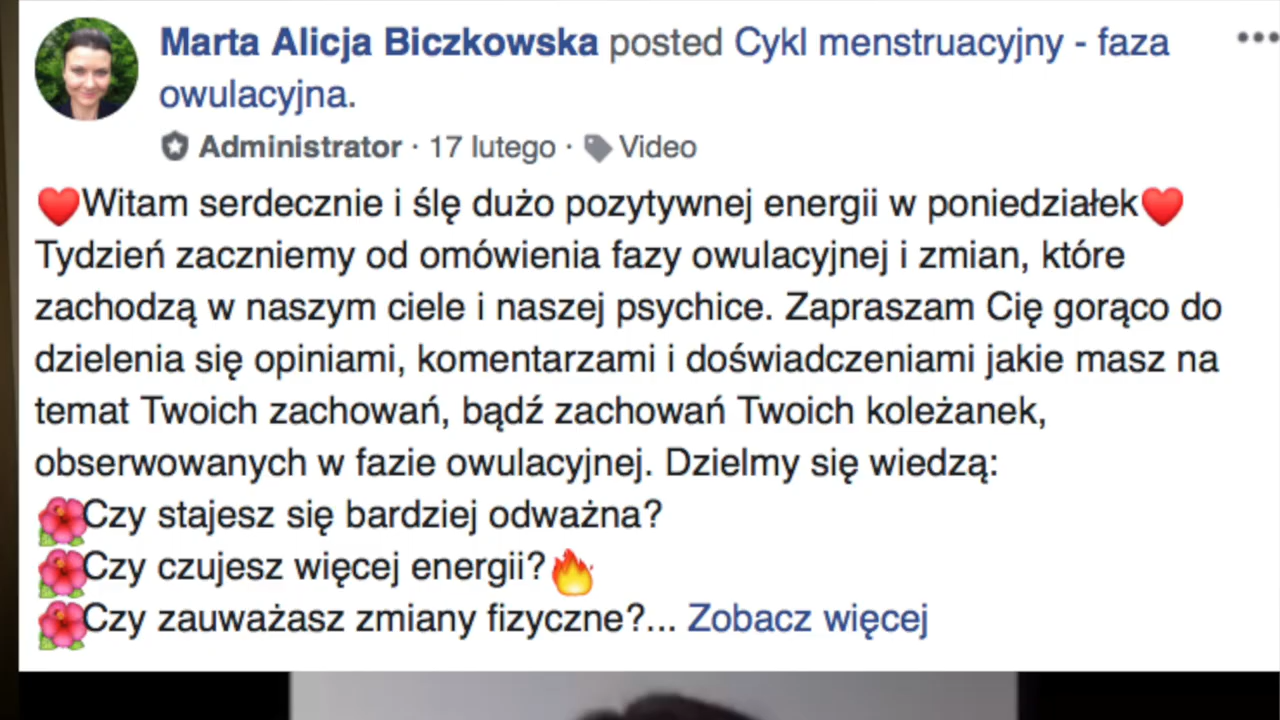 Marta Alicja Biczkowska posted Cykl menstruacyjny - faza
owulacyjna.
Administrator · 17 lutego · Video
❤️Witam serdecznie i ślę dużo pozytywnej energii w poniedziałek❤️
Tydzień zaczniemy od omówienia fazy owulacyjnej i zmian, które
zachodzą w naszym ciele i naszej psychice. Zapraszam Cię gorąco do
dzielenia się opiniami, komentarzami i doświadczeniami jakie masz na
temat Twoich zachowań, bądź zachowań Twoich koleżanek,
obserwowanych w fazie owulacyjnej. Dzielmy się wiedzą:
🌺Czy stajesz się bardziej odważna?
🌺Czy czujesz więcej energii?🔥
🌺Czy zauważasz zmiany fizyczne?... Zobacz więcej